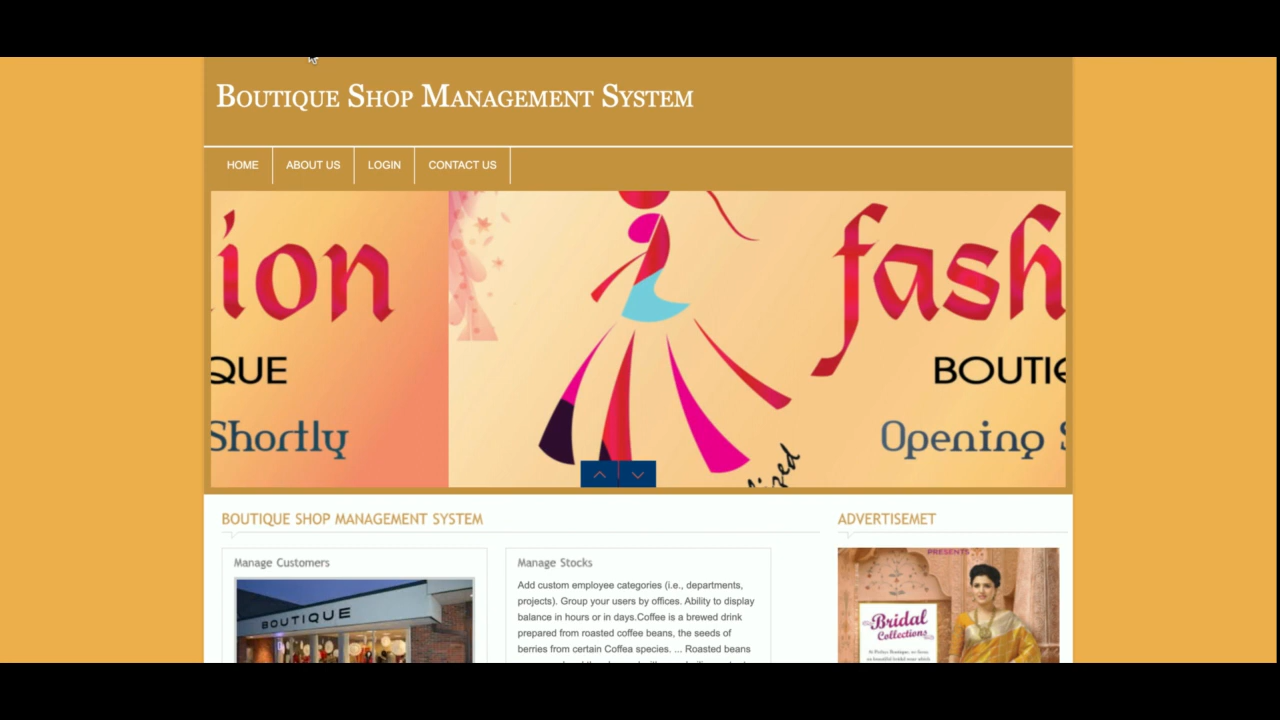 Boutique Shop Management System
HOME
ABOUT US
LOGIN
CONTACT US
ion
fash
QUE
BOUTIQ
Shortly
Opening S
BOUTIQUE SHOP MANAGEMENT SYSTEM
ADVERTISEMET
Manage Customers
BOUTIQUE
Manage Stocks
Add custom employee categories (i.e., departments,
projects). Group your users by offices. Ability to display
balance in hours or in days.Coffee is a brewed drink
prepared from roasted coffee beans, the seeds of
berries from certain Coffea species. ... Roasted beans
PRESENTS
Bridal
Collections